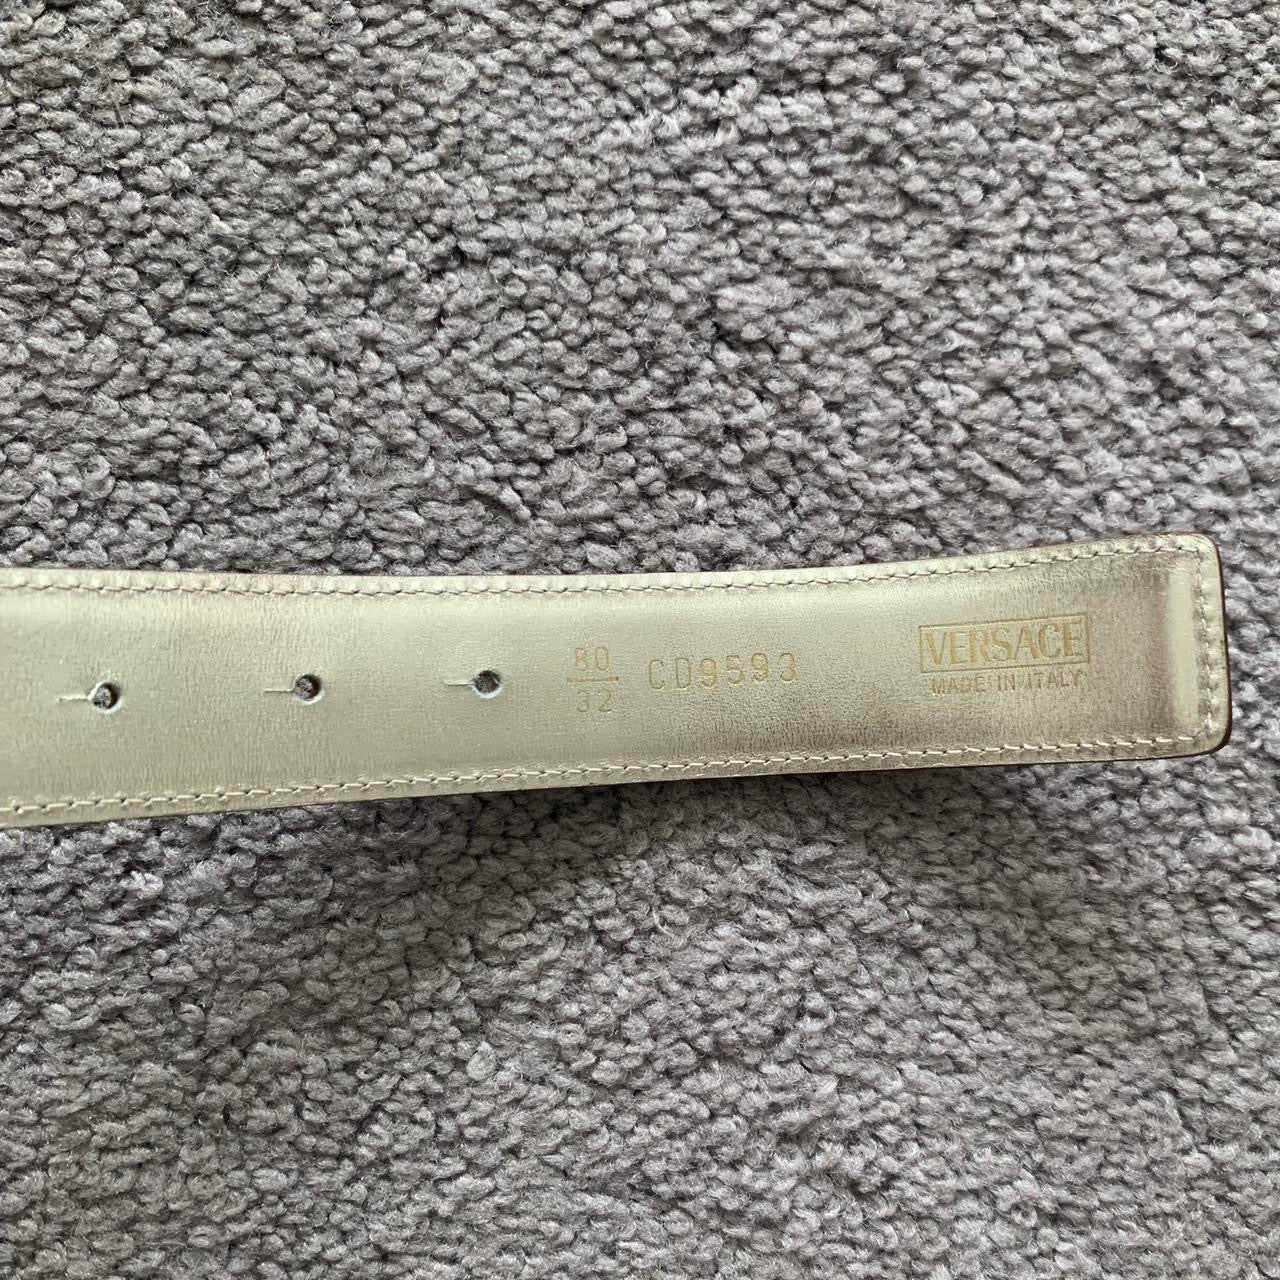 80
32
CD9593
VERSACE
MADE IN ITALY